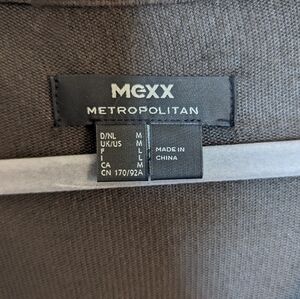 Mexx
METROPOLITAN
D/NL M
UK/US M
F L
I L
CA M
CN 170/92A
MADE IN
CHINA